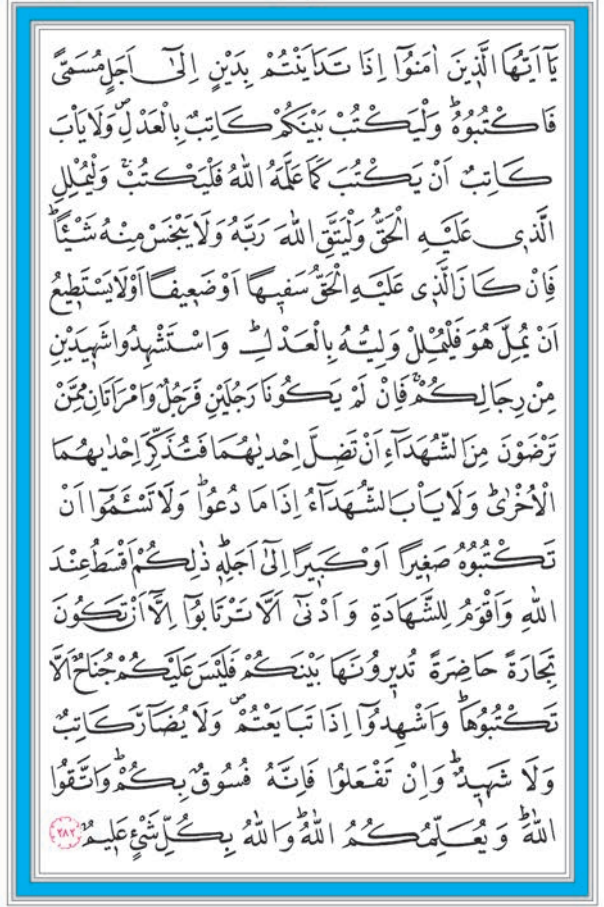 يَٓا اَيُّهَا الَّذ۪ينَ اٰمَنُٓوا اِذَا تَدَايَنْتُمْ بِدَيْنٍ اِلٰٓى اَجَلٍ مُسَمًّى
فَاكْتُبُوهُۜ وَلْيَكْتُبْ بَيْنَكُمْ كَاتِبٌ بِالْعَدْلِۖ وَلَا يَأْبَ
كَاتِبٌ اَنْ يَكْتُبَ كَمَا عَلَّمَهُ اللّٰهُ فَلْيَكْتُبْۚ وَلْيُمْلِلِ
الَّذ۪ي عَلَيْهِ الْحَقُّ وَلْيَتَّقِ اللّٰهَ رَبَّهُ وَلَا يَبْخَسْ مِنْهُ شَيْـًٔاۜ
فَاِنْ كَانَ الَّذ۪ي عَلَيْهِ الْحَقُّ سَف۪يهًا اَوْ ضَع۪يفًا اَوْ لَا يَسْتَط۪يعُ
اَنْ يُمِلَّ هُوَ فَلْيُمْلِلْ وَلِيُّهُ بِالْعَدْلِۜ وَاسْتَشْهِدُوا شَه۪يدَيْنِ
مِنْ رِجَالِكُمْۚ فَاِنْ لَمْ يَكُونَا رَجُلَيْنِ فَرَجُلٌ وَامْرَاَتَانِ مِمَّنْ
تَرْضَوْنَ مِنَ الشُّهَدَٓاءِ اَنْ تَضِلَّ اِحْدٰيهُمَا فَتُذَكِّرَ اِحْدٰيهُمَا
الْاُخْرٰىۜ وَلَا يَأْبَ الشُّهَدَٓاءُ اِذَا مَا دُعُواۜ وَلَا تَسْـَٔمُٓوا اَنْ
تَكْتُبُوهُ صَغ۪يرًا اَوْ كَب۪يرًا اِلٰٓى اَجَلِه۪ۜ ذٰلِكُمْ اَقْسَطُ عِنْدَ
اللّٰهِ وَاَقْوَمُ لِلشَّهَادَةِ وَاَدْنٰىٓ اَلَّا تَرْتَابُٓوا اِلَّٓا اَنْ تَكُونَ
تِجَارَةً حَاضِرَةً تُد۪يرُونَهَا بَيْنَكُمْ فَلَيْسَ عَلَيْكُمْ جُنَاحٌ اَلَّا
تَكْتُبُوهَاۜ وَاَشْهِدُٓوا اِذَا تَبَايَعْتُمْۖ وَلَا يُضَٓارَّ كَاتِبٌ
وَلَا شَه۪يدٌۜ وَاِنْ تَفْعَلُوا فَاِنَّهُ فُسُوقٌ بِكُمْۜ وَاتَّقُوا
اللّٰهَۜ وَيُعَلِّمُكُمُ اللّٰهُۜ وَاللّٰهُ بِكُلِّ شَيْءٍ عَل۪يمٌ ﴿٢٨٢﴾